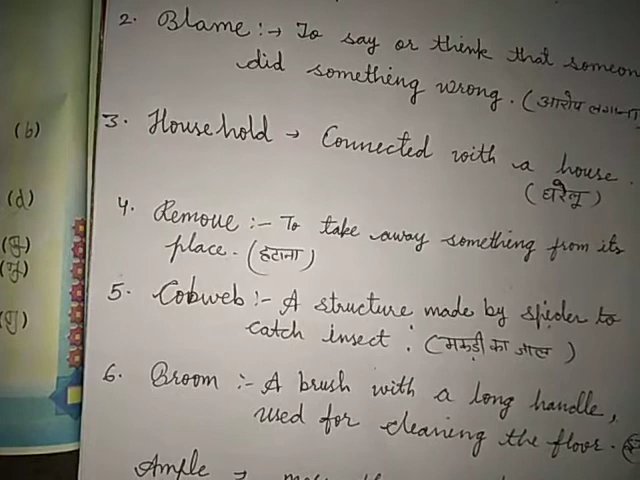 2. Blame :→ To say or think that someon
did something wrong. (आरोप लगाना
3. Household → Connected with a house.
(घरेलू)
4. Remove :- To take away something from its
place. (हटाना)
5. Cobweb :- A structure made by spider to
catch insect : (मकड़ी का जाल)
6. Broom :- A brush with a long handle,
used for cleaning the floor. (
Ample →
(b)
(d)